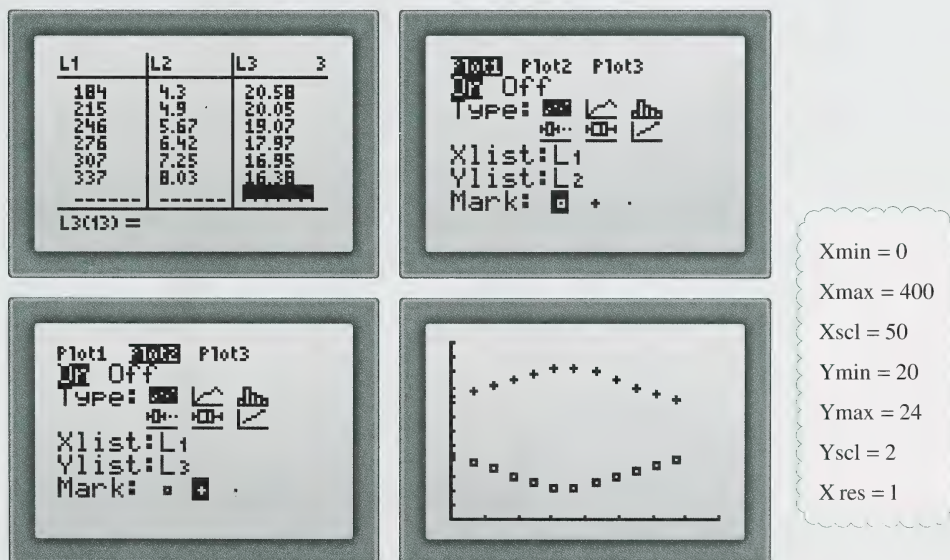 L1 L2 L3 3
184 4.3 20.58
215 4.9 20.05
246 5.67 19.07
276 6.42 17.97
307 7.25 16.95
337 8.03 16.38
------ ------
L3(13) =
Plot1 Plot2 Plot3
On Off
Type:
Xlist:L1
Ylist:L2
Mark:
Plot1 Plot2 Plot3
On Off
Type:
Xlist:L1
Ylist:L3
Mark:
Xmin = 0
Xmax = 400
Xscl = 50
Ymin = 20
Ymax = 24
Yscl = 2
X res = 1